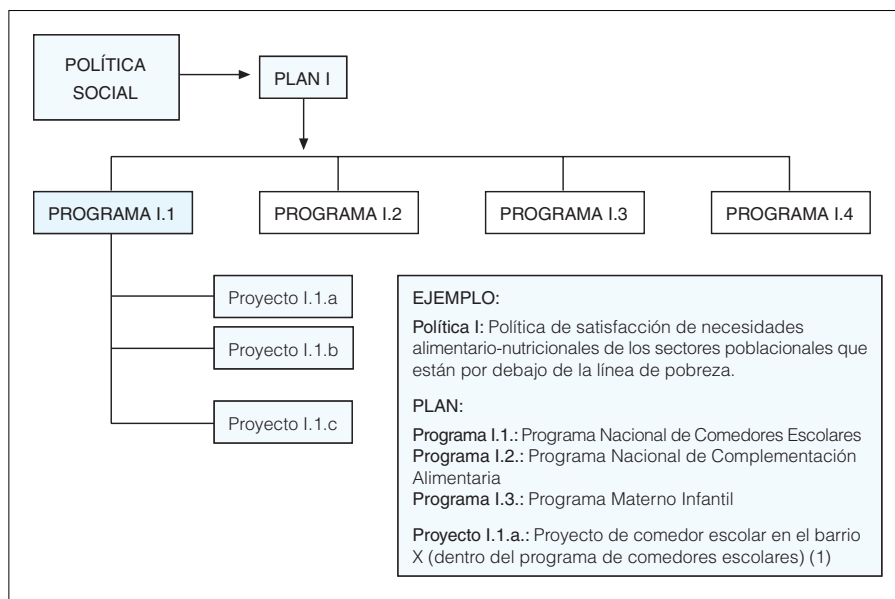 POLÍTICA
SOCIAL
PLAN I
PROGRAMA I.1
PROGRAMA I.2
PROGRAMA I.3
PROGRAMA I.4
Proyecto I.1.a
Proyecto I.1.b
Proyecto I.1.c
EJEMPLO:
Política I: Política de satisfacción de necesidades
alimentario-nutricionales de los sectores poblacionales que
están por debajo de la línea de pobreza.
PLAN:
Programa I.1.: Programa Nacional de Comedores Escolares
Programa I.2.: Programa Nacional de Complementación
Alimentaria
Programa I.3.: Programa Materno Infantil
Proyecto I.1.a.: Proyecto de comedor escolar en el barrio
X (dentro del programa de comedores escolares) (1)